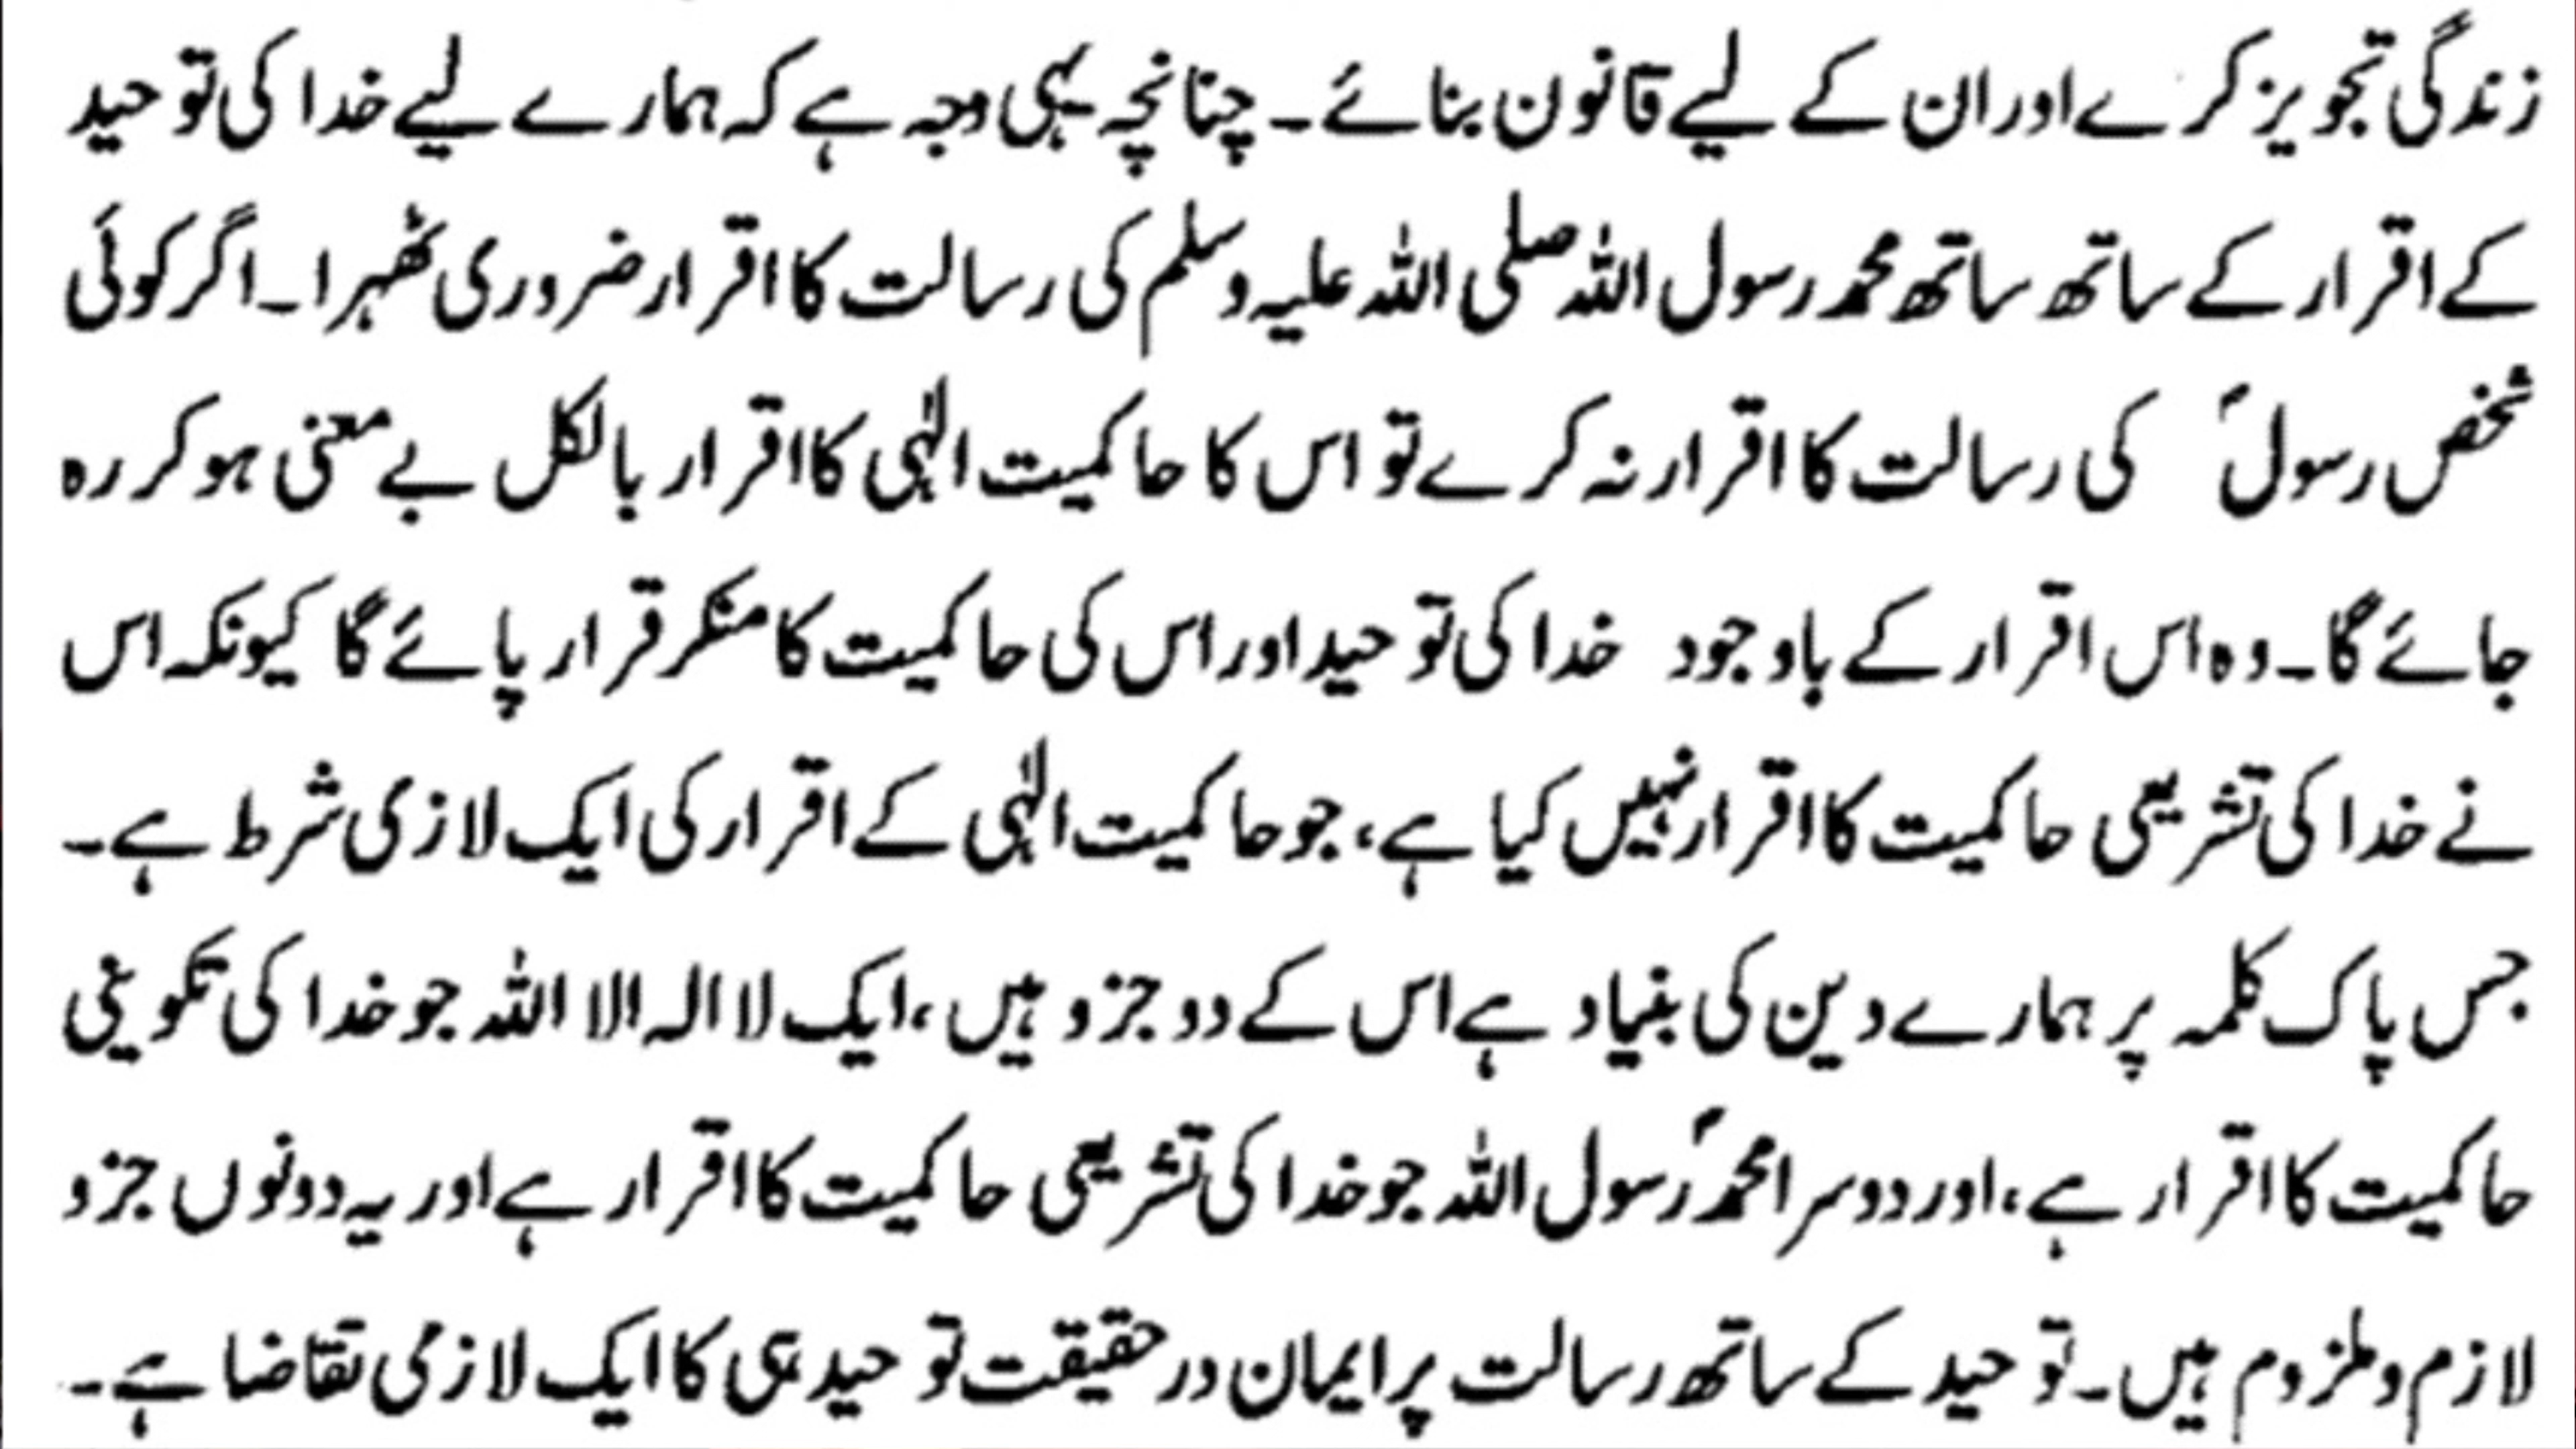 زندگی تجویز کرے اور ان کے لیے قانون بنائے۔ چنانچہ یہی وجہ ہے کہ ہمارے لیے خدا کی توحید
کے اقرار کے ساتھ ساتھ محمد رسول اللہ صلی اللہ علیہ وسلم کی رسالت کا اقرار ضروری ٹھہرا۔ اگر کوئی
شخص رسولؐ کی رسالت کا اقرار نہ کرے تو اس کا حاکمیت الٰہی کا اقرار بالکل بے معنی ہو کر رہ
جائے گا۔ وہ اس اقرار کے باوجود خدا کی توحید اور اس کی حاکمیت کا منکر قرار پائے گا کیونکہ اس
نے خدا کی تشریعی حاکمیت کا اقرار نہیں کیا ہے، جو حاکمیت الٰہی کے اقرار کی ایک لازمی شرط ہے۔
جس پاک کلمہ پر ہمارے دین کی بنیاد ہے اس کے دو جزو ہیں، ایک لا الہ الا اللہ جو خدا کی تکوینی
حاکمیت کا اقرار ہے، اور دوسرا محمدؐ رسول اللہ جو خدا کی تشریعی حاکمیت کا اقرار ہے اور یہ دونوں جزو
لازم و ملزوم ہیں۔ توحید کے ساتھ رسالت پر ایمان در حقیقت توحید ہی کا ایک لازمی تقاضا ہے۔